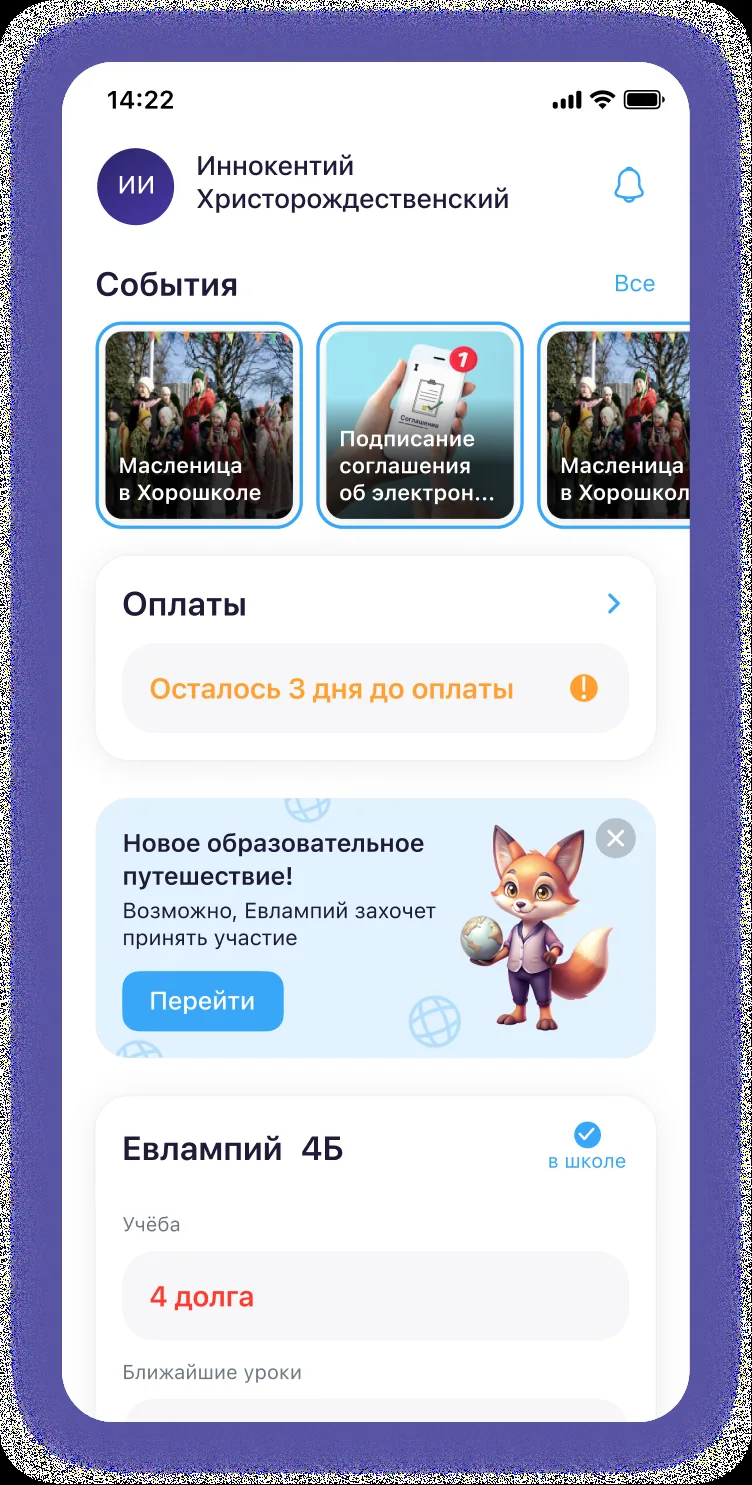 14:22
ИИ
Иннокентий
Христорождественский
События
Все
Масленица
в Хорошколе
1
Соглашение
Подписание
соглашения
об электрон...
Масленица
в Хорошкол
Оплаты
Осталось 3 дня до оплаты
Новое образовательное
путешествие!
Возможно, Евлампий захочет
принять участие
Перейти
Евлампий 4Б
в школе
Учёба
4 долга
Ближайшие уроки